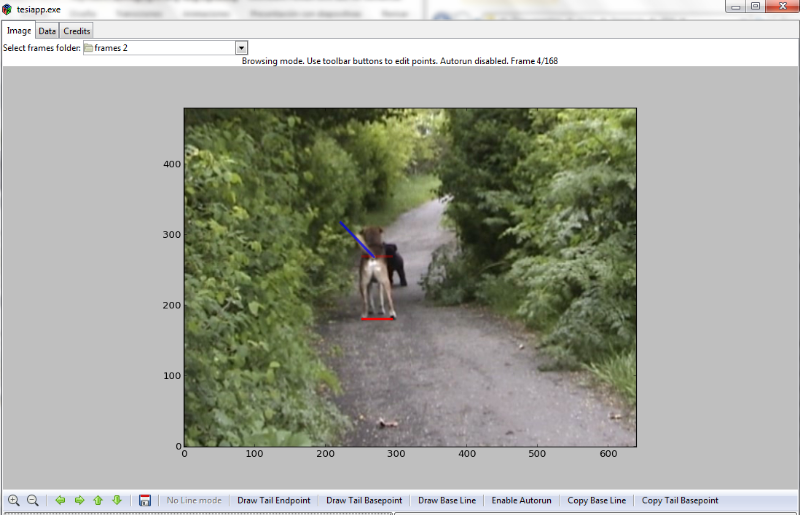 tesiapp.exe
Image Data Credits
Select frames folder: frames 2
Browsing mode. Use toolbar buttons to edit points. Autorun disabled. Frame 4/168
400
300
200
100
0
0 100 200 300 400 500 600
No Line mode Draw Tail Endpoint Draw Tail Basepoint Draw Base Line Enable Autorun Copy Base Line Copy Tail Basepoint